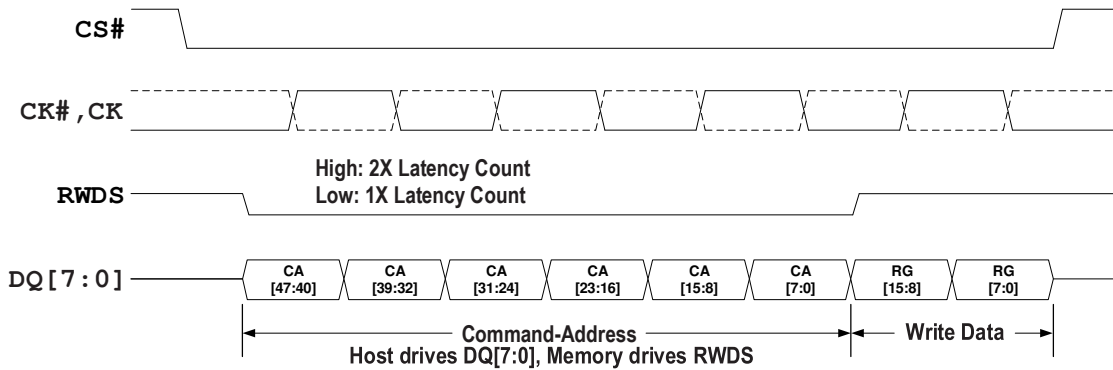 CS#
CK#,CK
High: 2X Latency Count
RWDS
Low: 1X Latency Count
DQ[7:0]
CA
[47:40]
CA
[39:32]
CA
[31:24]
CA
[23:16]
CA
[15:8]
CA
[7:0]
RG
[15:8]
RG
[7:0]
Command-Address
Write Data
Host drives DQ[7:0], Memory drives RWDS